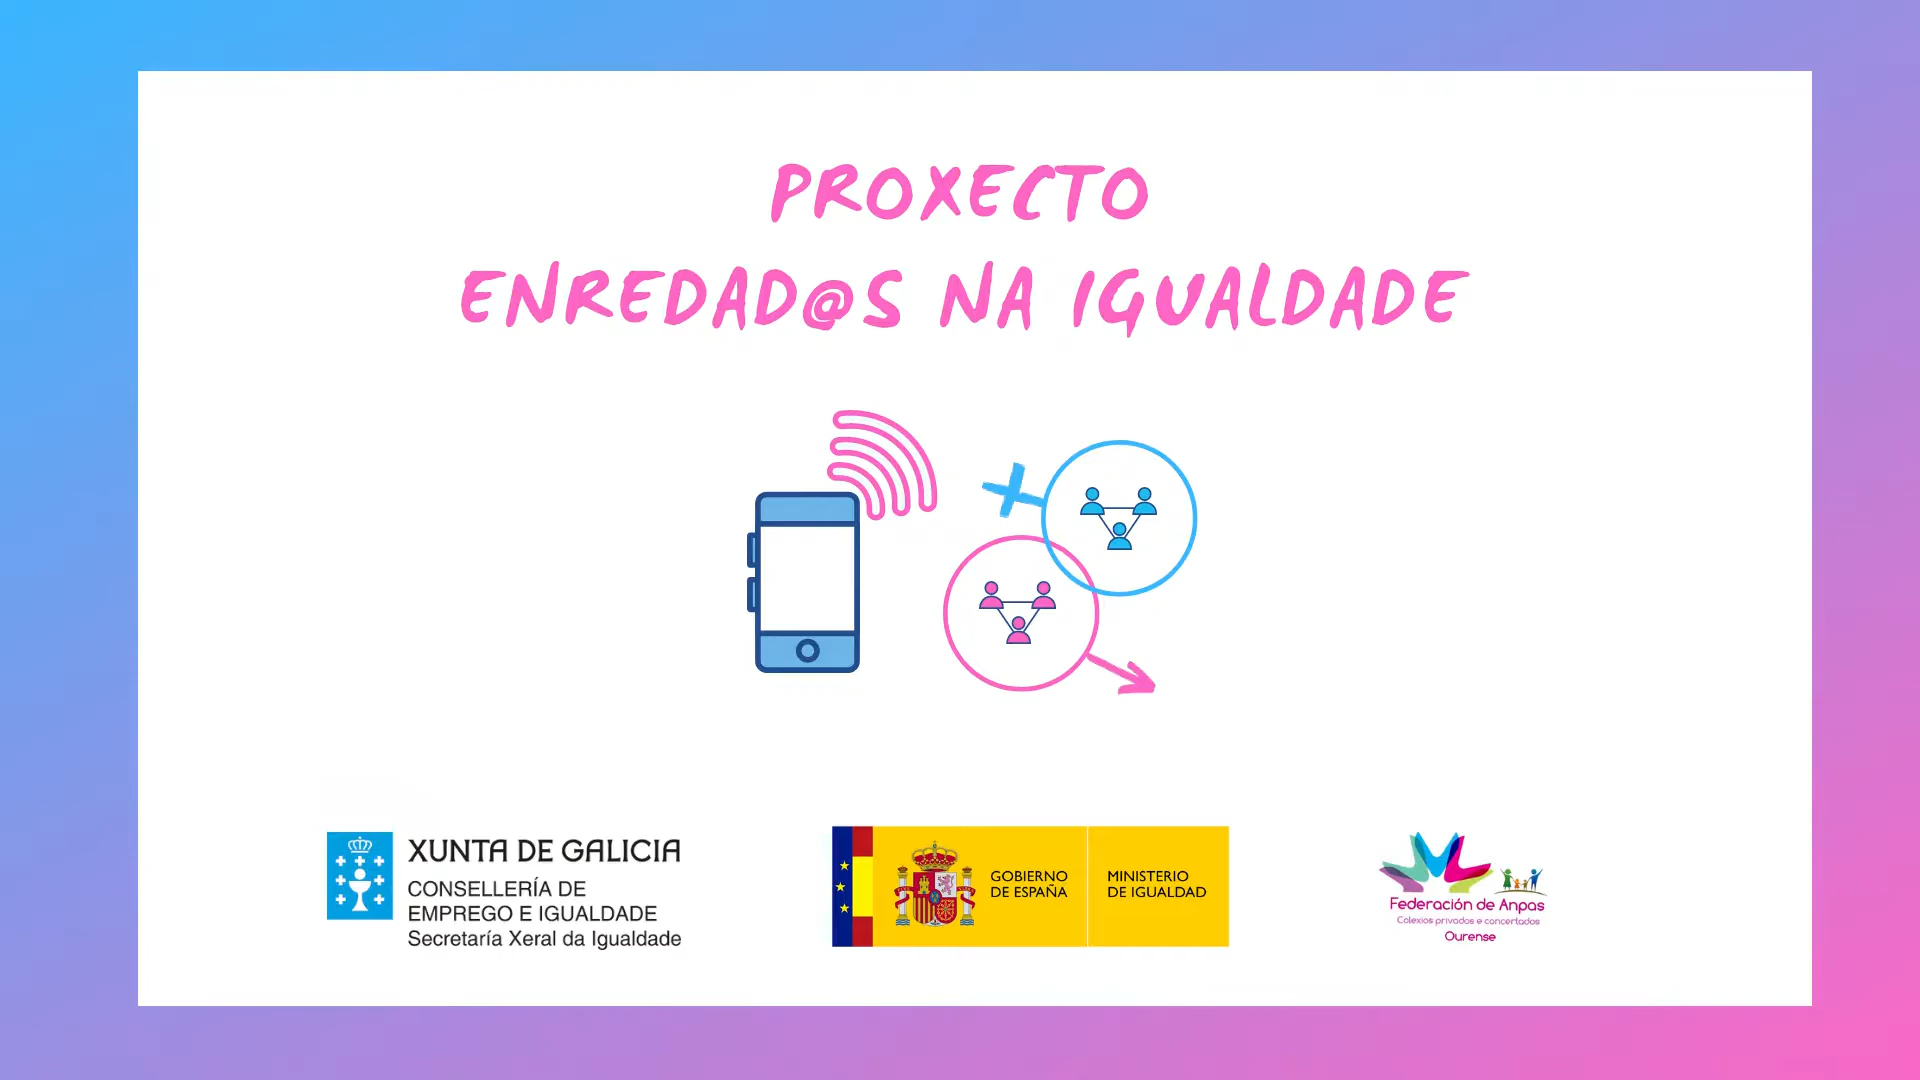 PROXECTO
ENREDAD@S NA IGUALDADE
XUNTA DE GALICIA
CONSELLERÍA DE
EMPREGO E IGUALDADE
Secretaría Xeral da Igualdade
GOBIERNO
DE ESPAÑA
MINISTERIO
DE IGUALDAD
Federación de Anpas
Colexios privados e concertados
Ourense